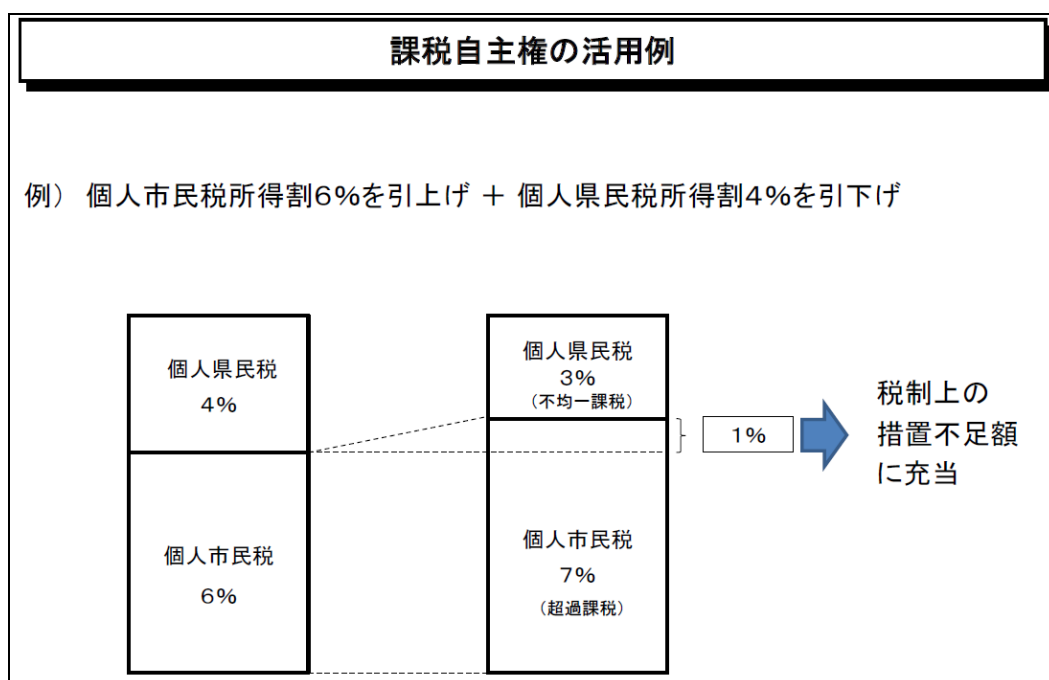 課税自主権の活用例
例） 個人市民税所得割6%を引上げ ＋ 個人県民税所得割4%を引下げ
個人県民税
4%
個人市民税
6%
個人県民税
3%
（不均一課税）
個人市民税
7%
（超過課税）
1%
税制上の
措置不足額
に充当